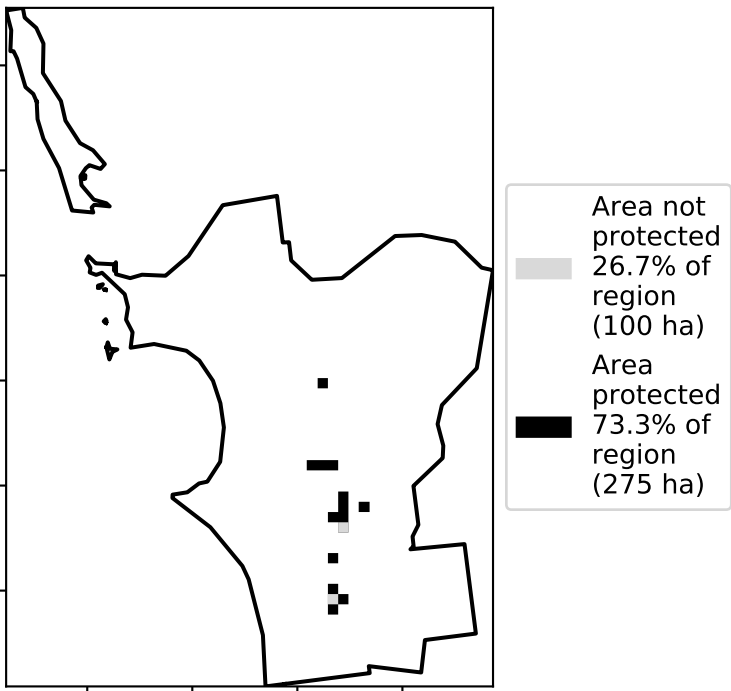 Area not
protected
26.7% of
region
(100 ha)
Area
protected
73.3% of
region
(275 ha)